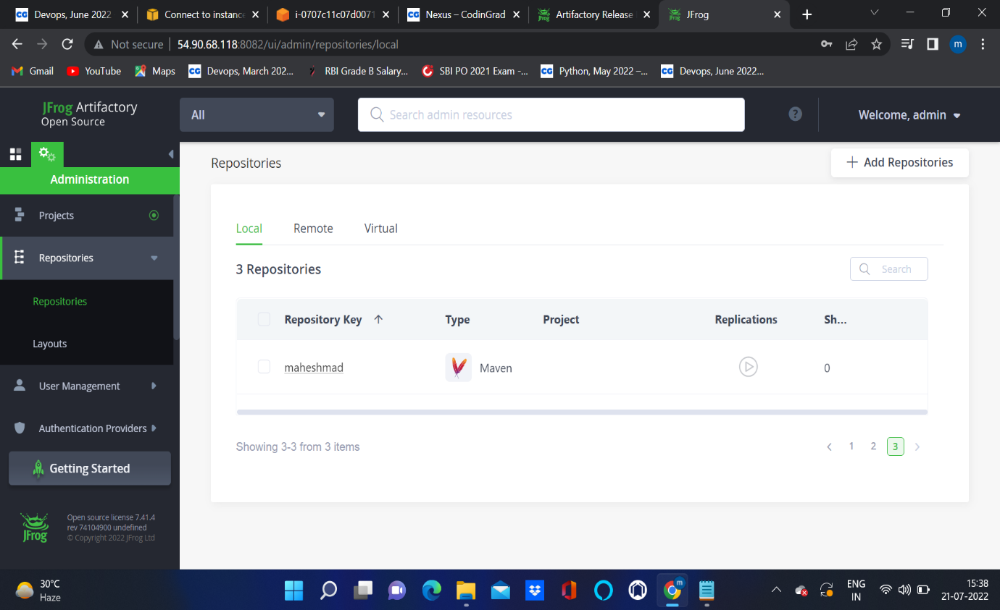 Devops, June 2022
Connect to instance
i-0707c11c07d0071
Nexus – CodinGrad
Artifactory Release
JFrog
Not secure
54.90.68.118:8082/ui/admin/repositories/local
m
Gmail
YouTube
Maps
Devops, March 202...
RBI Grade B Salary...
SBI PO 2021 Exam -...
Python, May 2022 –...
Devops, June 2022...
JFrog Artifactory
Open Source
All
Search admin resources
?
Welcome, admin
Administration
Projects
Repositories
Repositories
Layouts
User Management
Authentication Providers
Getting Started
JFrog
Open source license 7.41.4
rev 74104900 undefined
© Copyright 2022 JFrog Ltd
Repositories
+ Add Repositories
Local
Remote
Virtual
3 Repositories
Search
Repository Key
Type
Project
Replications
Sh...
maheshmad
Maven
0
Showing 3-3 from 3 items
1
2
3
30°C
Haze
m
ENG
IN
15:38
21-07-2022